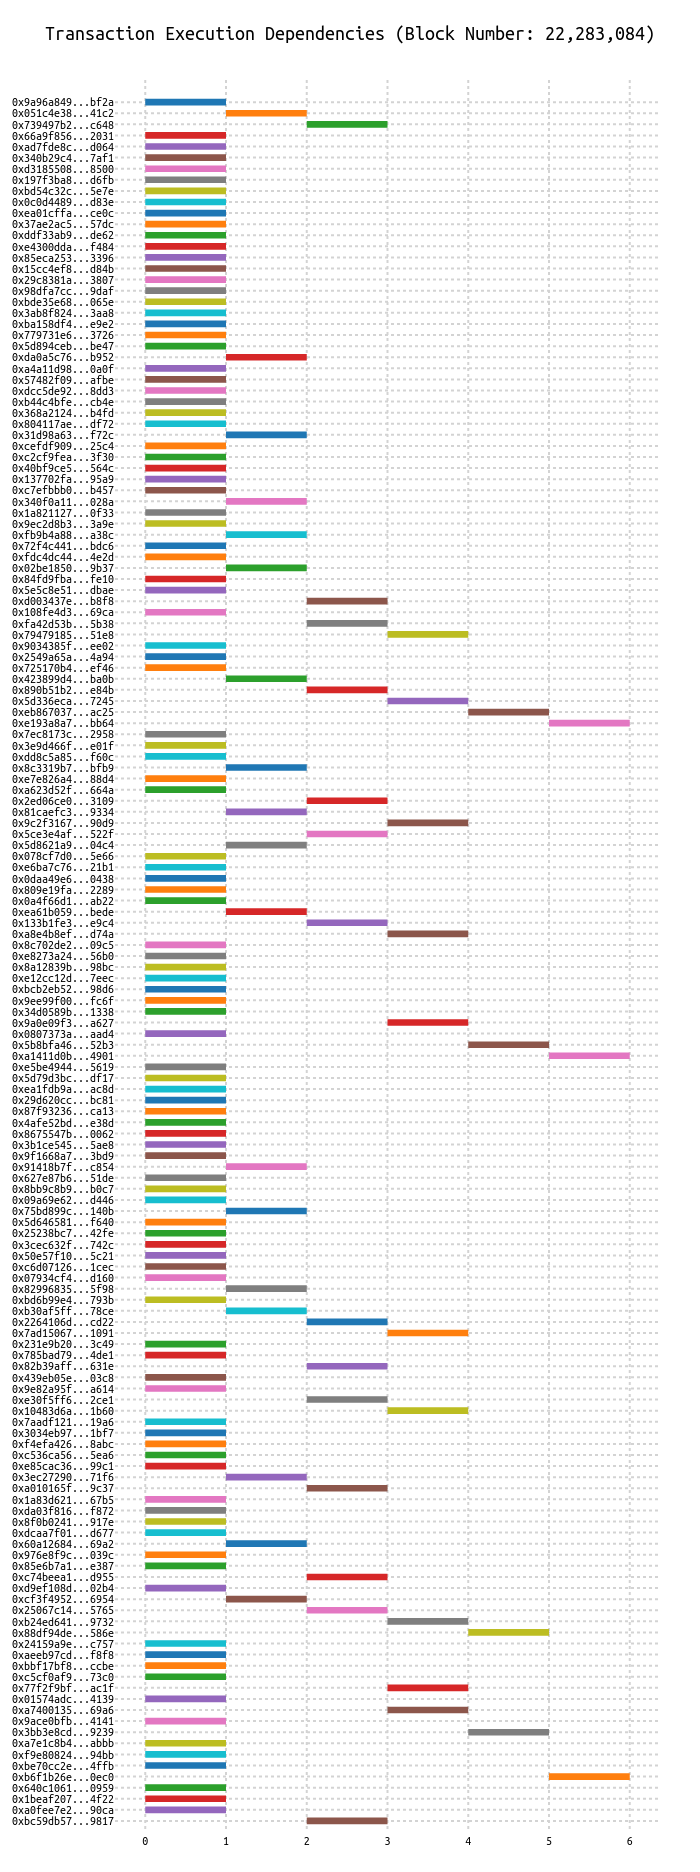 Transaction Execution Dependencies (Block Number: 22,283,084)
0x9a96a849...bf2a
0x051c4e38...41c2
0x739497b2...c648
0x66a9f856...2031
0xad7fde8c...d064
0x340b29c4...7af1
0xd3185508...8500
0x197f3ba8...d6fb
0xbd54c32c...5e7e
0x0c0d4489...d83e
0xea01cffa...ce0c
0x37ae2ac5...57dc
0xddf33ab9...de62
0xe4300dda...f484
0x85eca253...3396
0x15cc4ef8...d84b
0x29c8381a...3807
0x98dfa7cc...9daf
0xbde35e68...065e
0x3ab8f824...3aa8
0xba158df4...e9e2
0x779731e6...3726
0x5d894ceb...be47
0xda0a5c76...b952
0xa4a11d98...0a0f
0x57482f09...afbe
0xdcc5de92...8dd3
0xb44c4bfe...cb4e
0x368a2124...b4fd
0x804117ae...df72
0x31d98a63...f72c
0xcefdf909...25c4
0xc2cf9fea...3f30
0x40bf9ce5...564c
0x137702fa...95a9
0xc7efbbb0...b457
0x340f0a11...028a
0x1a821127...0f33
0x9ec2d8b3...3a9e
0xfb9b4a88...a38c
0x72f4c441...bdc6
0xfdc4dc44...4e2d
0x02be1850...9b37
0x84fd9fba...fe10
0x5e5c8e51...dbae
0xd003437e...b8f8
0x108fe4d3...69ca
0xfa42d53b...5b38
0x79479185...51e8
0x9034385f...ee02
0x2549a65a...4a94
0x725170b4...ef46
0x423899d4...ba0b
0x890b51b2...e84b
0x5d336eca...7245
0xeb867037...ac25
0xe193a8a7...bb64
0x7ec8173c...2958
0x3e9d466f...e01f
0xdd8c5a85...f60c
0x8c3319b7...bfb9
0xe7e826a4...88d4
0xa623d52f...664a
0x2ed06ce0...3109
0x81caefc3...9334
0x9c2f3167...90d9
0x5ce3e4af...522f
0x5d8621a9...04c4
0x078cf7d0...5e66
0xe6ba7c76...21b1
0x0daa49e6...0438
0x809e19fa...2289
0x0a4f66d1...ab22
0xea61b059...bede
0x133b1fe3...e9c4
0xa8e4b8ef...d74a
0x8c702de2...09c5
0xe8273a24...56b0
0x8a12839b...98bc
0xe12cc12d...7eec
0xbcb2eb52...98d6
0x9ee99f00...fc6f
0x34d0589b...1338
0x9a0e09f3...a627
0x0807373a...aad4
0x5b8bfa46...52b3
0xa1411d0b...4901
0xe5be4944...5619
0x5d79d3bc...df17
0xea1fdb9a...ac8d
0x29d620cc...bc81
0x87f93236...ca13
0x4afe52bd...e38d
0x8675547b...0062
0x3b1ce545...5ae8
0x9f1668a7...3bd9
0x91418b7f...c854
0x627e87b6...51de
0x8bb9c8b9...b0c7
0x09a69e62...d446
0x75bd899c...140b
0x5d646581...f640
0x25238bc7...42fe
0x3cec632f...742c
0x50e57f10...5c21
0xc6d07126...1cec
0x07934cf4...d160
0x82996835...5f98
0xbd6b99e4...793b
0xb30af5ff...78ce
0x2264106d...cd22
0x7ad15067...1091
0x231e9b20...3c49
0x785bad79...4de1
0x82b39aff...631e
0x439eb05e...03c8
0x9e82a95f...a614
0xe30f5ff6...2ce1
0x10483d6a...1b60
0x7aadf121...19a6
0x3034eb97...1bf7
0xf4efa426...8abc
0xc536ca56...5ea6
0xe85cac36...99c1
0x3ec27290...71f6
0xa010165f...9c37
0x1a83d621...67b5
0xda03f816...f872
0x8f0b0241...917e
0xdcaa7f01...d677
0x60a12684...69a2
0x976e8f9c...039c
0x85e6b7a1...e387
0xc74beea1...d955
0xd9ef108d...02b4
0xcf3f4952...6954
0x25067c14...5765
0xb24ed641...9732
0x88df94de...586e
0x24159a9e...c757
0xaeeb97cd...f8f8
0xbbf17bf8...ccbe
0xc5cf0af9...73c0
0x77f2f9bf...ac1f
0x01574adc...4139
0xa7400135...69a6
0x9ace0bfb...4141
0x3bb3e8cd...9239
0xa7e1c8b4...abbb
0xf9e80824...94bb
0xbe70cc2e...4ffb
0xb6f1b26e...0ec0
0x640c1061...0959
0x1beaf207...4f22
0xa0fee7e2...90ca
0xbc59db57...9817
0 1 2 3 4 5 6